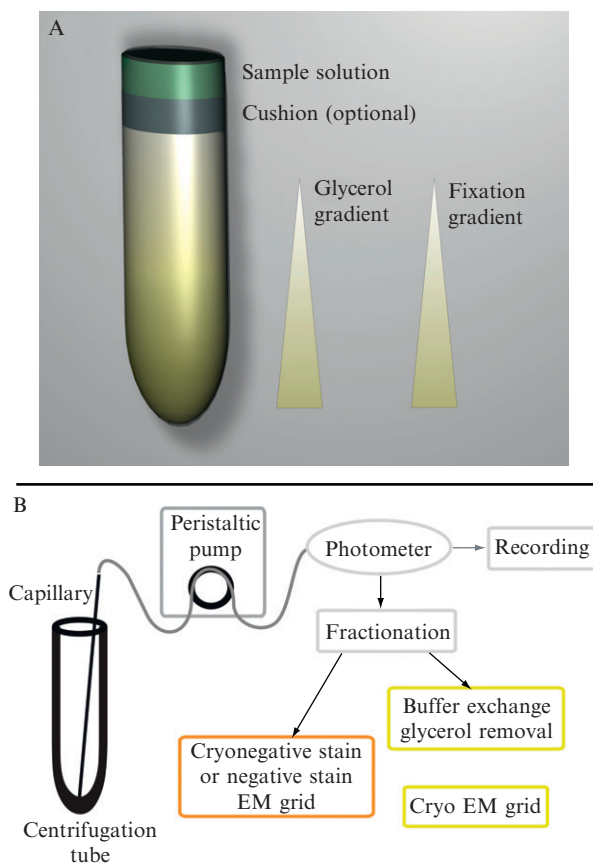 A
Sample solution
Cushion (optional)
Glycerol
gradient
Fixation
gradient
B
Peristaltic
pump
Photometer
Recording
Capillary
Fractionation
Buffer exchange
glycerol removal
Cryonegative stain
or negative stain
EM grid
Cryo EM grid
Centrifugation
tube